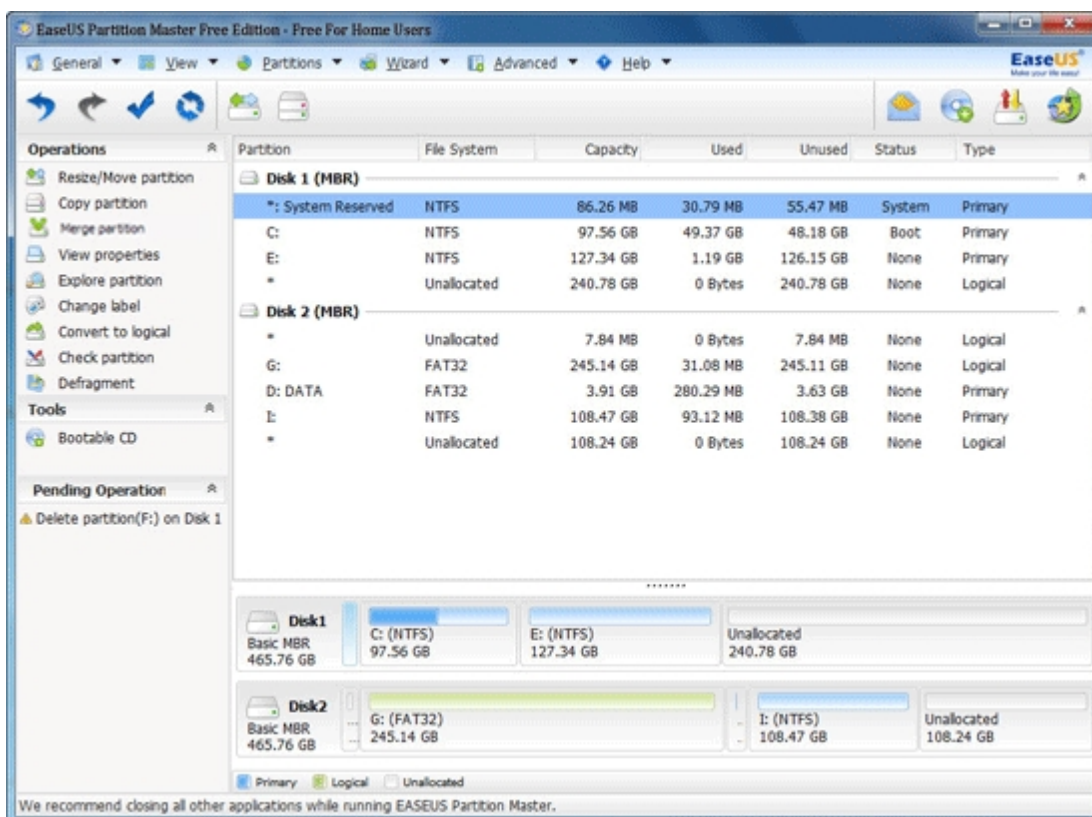 EaseUS Partition Master Free Edition - Free For Home Users
General View Partitions Wizard Advanced Help
EaseUS
Make your life easy!
Operations
Resize/Move partition
Copy partition
Merge partition
View properties
Explore partition
Change label
Convert to logical
Check partition
Defragment
Tools
Bootable CD
Pending Operation
Delete partition(F:) on Disk 1
Partition File System Capacity Used Unused Status Type
Disk 1 (MBR)
*: System Reserved NTFS 86.26 MB 30.79 MB 55.47 MB System Primary
C: NTFS 97.56 GB 49.37 GB 48.18 GB Boot Primary
E: NTFS 127.34 GB 1.19 GB 126.15 GB None Primary
* Unallocated 240.78 GB 0 Bytes 240.78 GB None Logical
Disk 2 (MBR)
* Unallocated 7.84 MB 0 Bytes 7.84 MB None Logical
G: FAT32 245.14 GB 31.08 MB 245.11 GB None Logical
D: DATA FAT32 3.91 GB 280.29 MB 3.63 GB None Primary
I: NTFS 108.47 GB 93.12 MB 108.38 GB None Primary
* Unallocated 108.24 GB 0 Bytes 108.24 GB None Logical
Disk1
Basic MBR
465.76 GB
C: (NTFS)
97.56 GB
E: (NTFS)
127.34 GB
Unallocated
240.78 GB
Disk2
Basic MBR
465.76 GB
...
G: (FAT32)
245.14 GB
..
I: (NTFS)
108.47 GB
Unallocated
108.24 GB
Primary Logical Unallocated
We recommend closing all other applications while running EASEUS Partition Master.